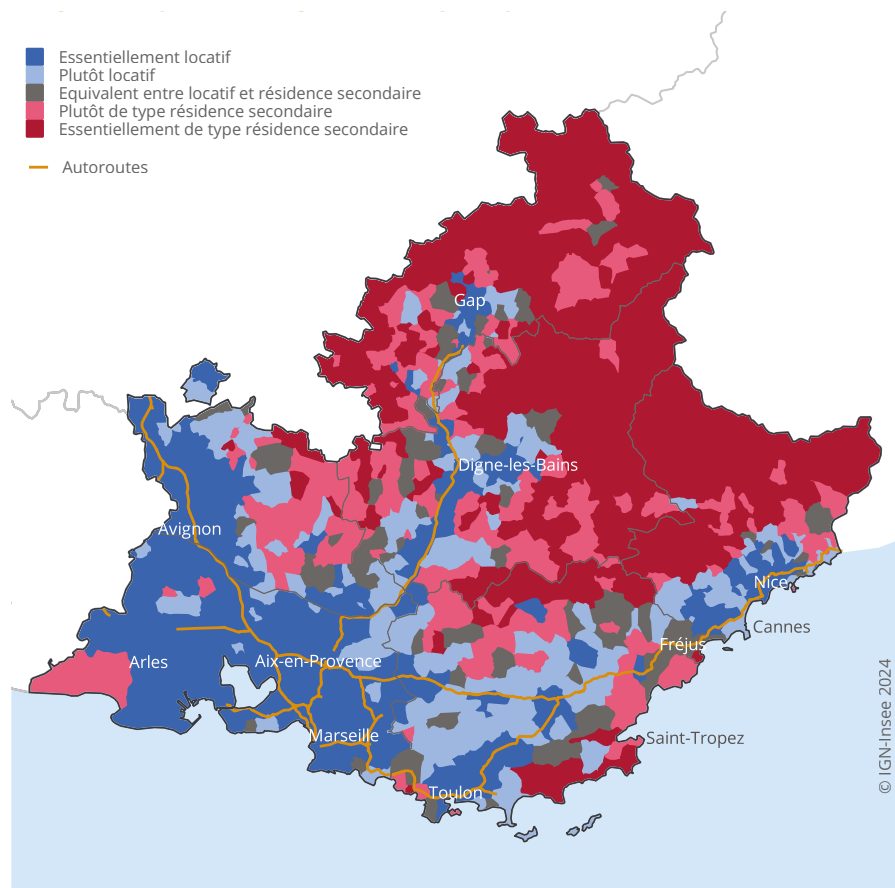 Essentiellement locatif
Plutôt locatif
Equivalent entre locatif et résidence secondaire
Plutôt de type résidence secondaire
Essentiellement de type résidence secondaire
Autoroutes
Gap
Digne-les-Bains
Avignon
Nice
Cannes
Fréjus
Arles
Aix-en-Provence
Marseille
Saint-Tropez
Toulon
© IGN-Insee 2024